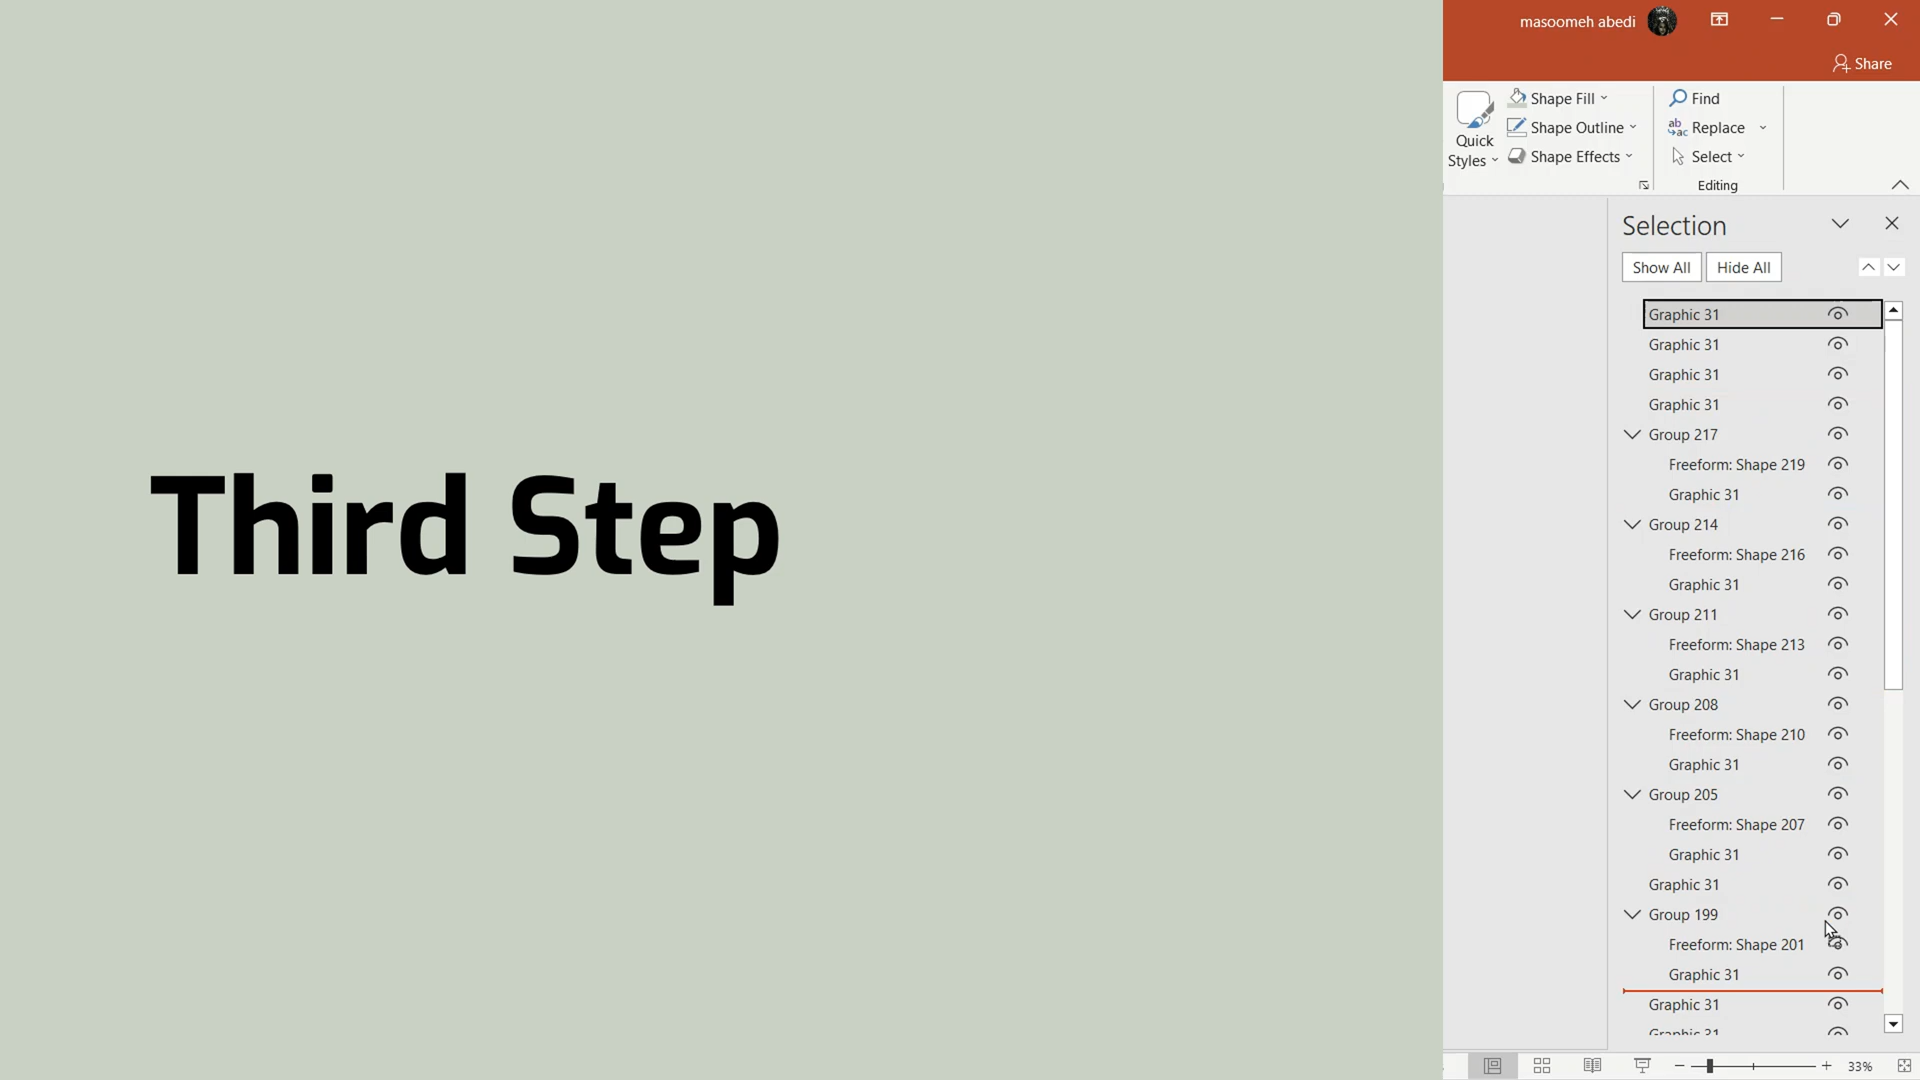 masoomeh abedi
Share
Quick
Styles
Shape Fill
Shape Outline
Shape Effects
Find
Replace
Select
Editing
Selection
Show All
Hide All
Graphic 31
Graphic 31
Graphic 31
Graphic 31
Group 217
Freeform: Shape 219
Graphic 31
Group 214
Freeform: Shape 216
Graphic 31
Group 211
Freeform: Shape 213
Graphic 31
Group 208
Freeform: Shape 210
Graphic 31
Group 205
Freeform: Shape 207
Graphic 31
Graphic 31
Group 199
Freeform: Shape 201
Graphic 31
Graphic 31
Graphic 31
33%
Third Step